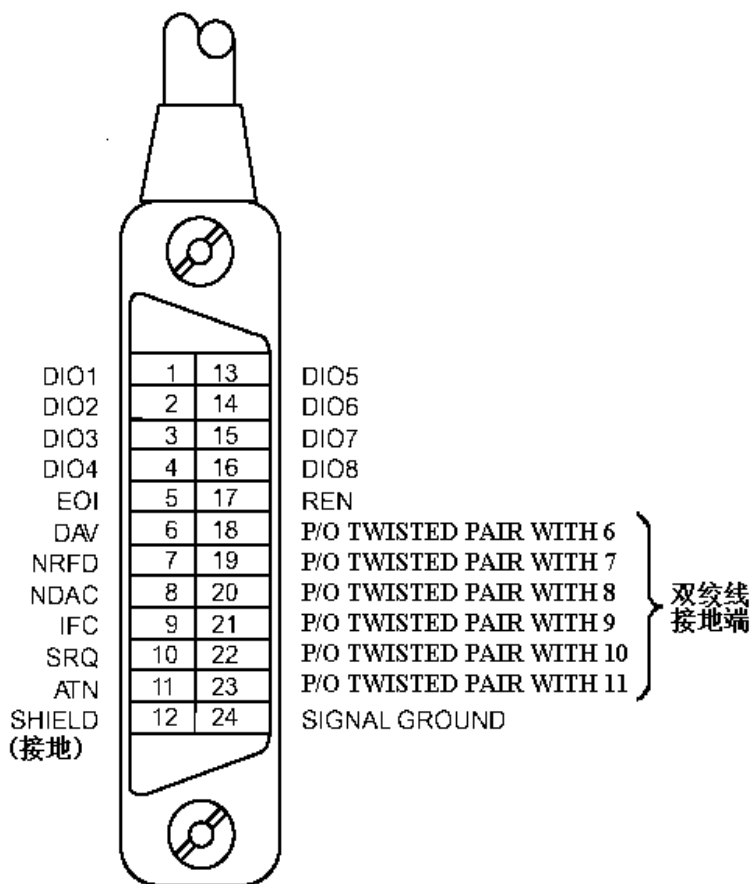 DIO1 1 13 DIO5
DIO2 2 14 DIO6
DIO3 3 15 DIO7
DIO4 4 16 DIO8
EOI 5 17 REN
DAV 6 18 P/O TWISTED PAIR WITH 6
NRFD 7 19 P/O TWISTED PAIR WITH 7
NDAC 8 20 P/O TWISTED PAIR WITH 8
IFC 9 21 P/O TWISTED PAIR WITH 9
SRQ 10 22 P/O TWISTED PAIR WITH 10
ATN 11 23 P/O TWISTED PAIR WITH 11
双绞线
接地端
SHIELD 12 24 SIGNAL GROUND
(接地)